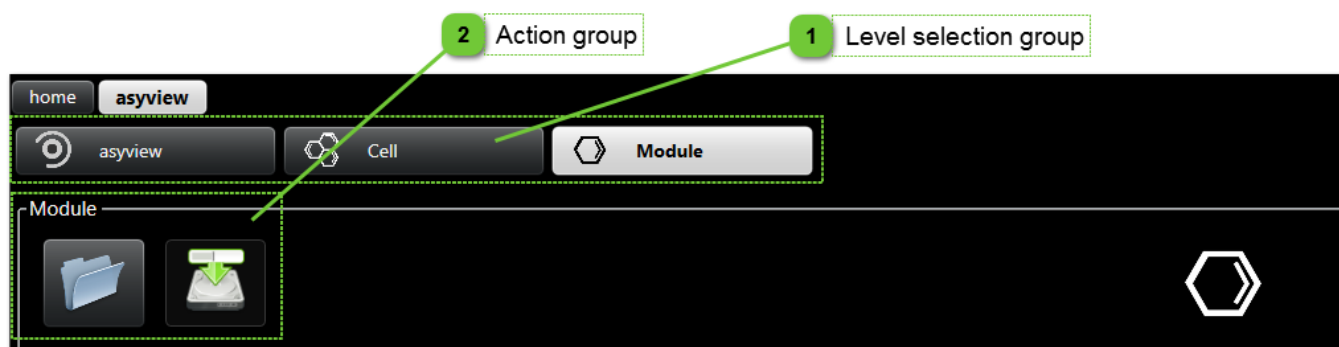 2 Action group
1 Level selection group
home asyview
asyview Cell Module
Module